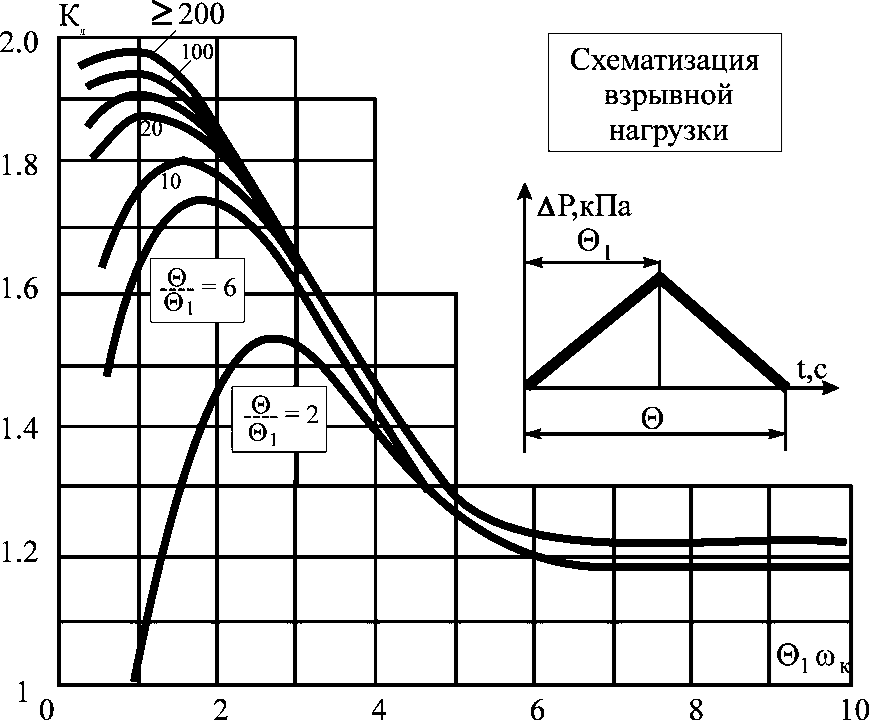 K д
≥200
2.0
100
20
1.8
10
Θ/Θ1 = 6
1.6
Θ/Θ1 = 2
1.4
1.2
1
0
2
4
6
8
10
Θ1 ωк
Схематизация
взрывной
нагрузки
ΔP,кПа
Θ1
t,c
Θ